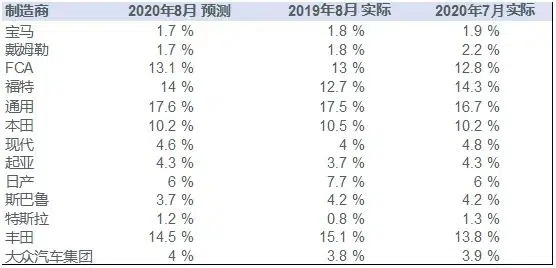 制造商 2020年8月 预测 2019年8月 实际 2020年7月 实际
宝马 1.7 % 1.8 % 1.9 %
戴姆勒 1.7 % 1.8 % 2.2 %
FCA 13.1 % 13 % 12.8 %
福特 14 % 12.7 % 14.3 %
通用 17.6 % 17.5 % 16.7 %
本田 10.2 % 10.5 % 10.2 %
现代 4.6 % 4 % 4.8 %
起亚 4.3 % 3.7 % 4.3 %
日产 6 % 7.7 % 6 %
斯巴鲁 3.7 % 4.2 % 4.2 %
特斯拉 1.2 % 0.8 % 1.3 %
丰田 14.5 % 15.1 % 13.8 %
大众汽车集团 4 % 3.8 % 3.9 %